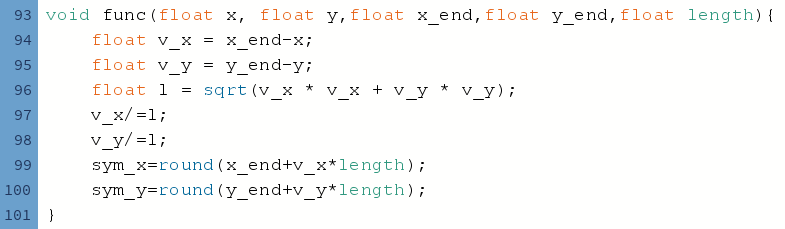 93 void func(float x, float y,float x_end,float y_end,float length){
94 float v_x = x_end-x;
95 float v_y = y_end-y;
96 float l = sqrt(v_x * v_x + v_y * v_y);
97 v_x/=l;
98 v_y/=l;
99 sym_x=round(x_end+v_x*length);
100 sym_y=round(y_end+v_y*length);
101 }